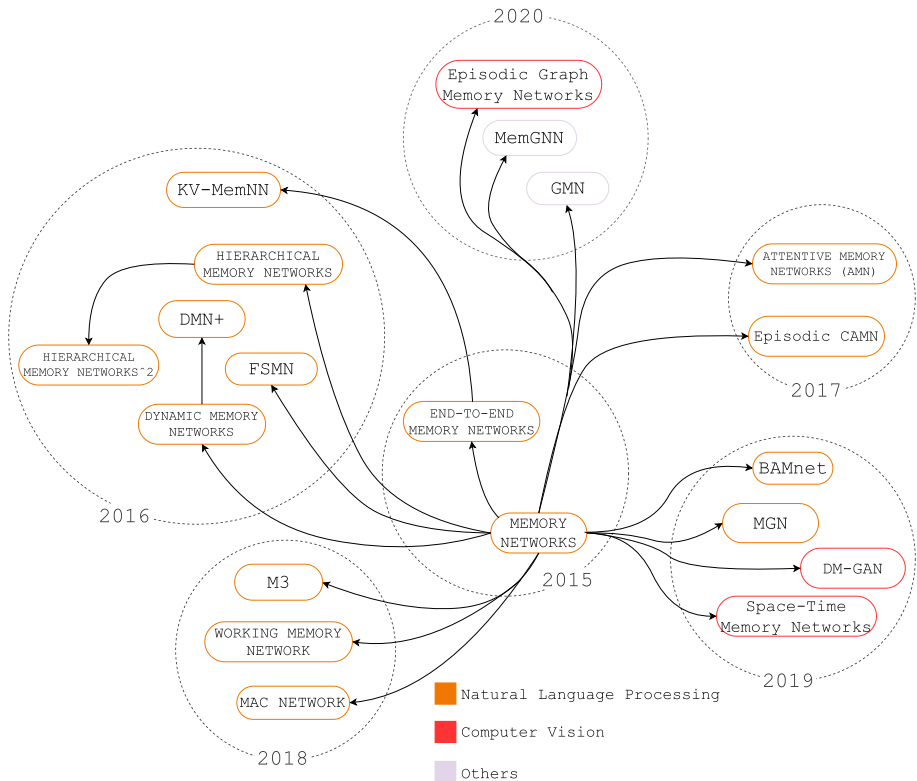 2020
Episodic Graph
Memory Networks
MemGNN
GMN
KV-MemNN
HIERARCHICAL
MEMORY NETWORKS
DMN+
HIERARCHICAL
MEMORY NETWORKS^2
FSMN
DYNAMIC MEMORY
NETWORKS
2016
ATTENTIVE MEMORY
NETWORKS (AMN)
Episodic CAMN
2017
END-TO-END
MEMORY NETWORKS
MEMORY
NETWORKS
2015
BAMnet
MGN
DM-GAN
Space-Time
Memory Networks
2019
M3
WORKING MEMORY
NETWORK
MAC NETWORK
2018
Natural Language Processing
Computer Vision
Others